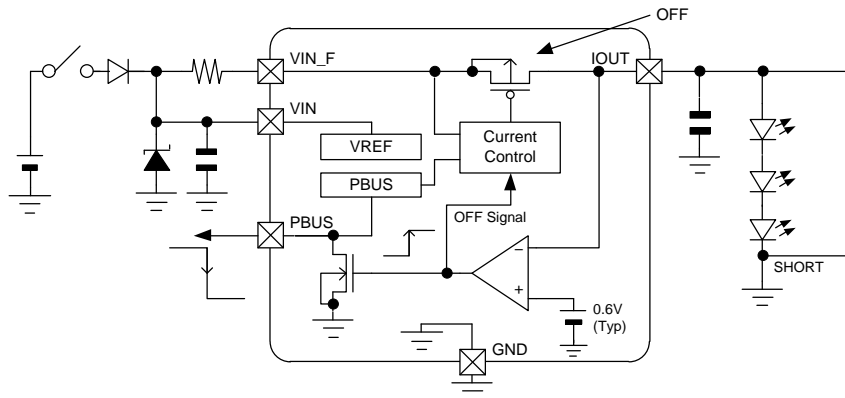 OFF
VIN_F
IOUT
VIN
VREF
Current
Control
PBUS
OFF Signal
PBUS
−
+
0.6V
(Typ)
SHORT
GND